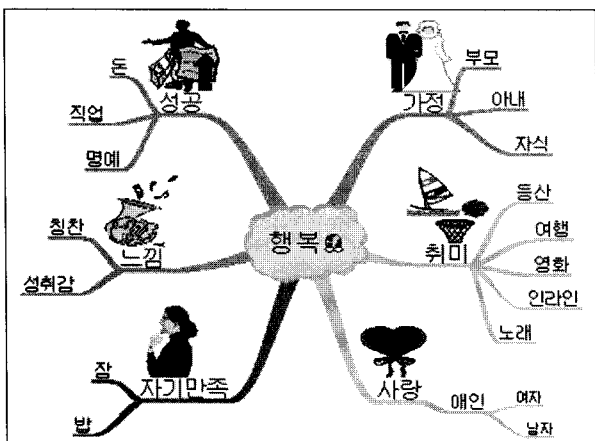 행복
성공
돈
직업
명예
가정
부모
아내
자식
느낌
칭찬
성취감
취미
등산
여행
영화
인라인
노래
자기만족
잠
밥
사랑
애인
여자
남자